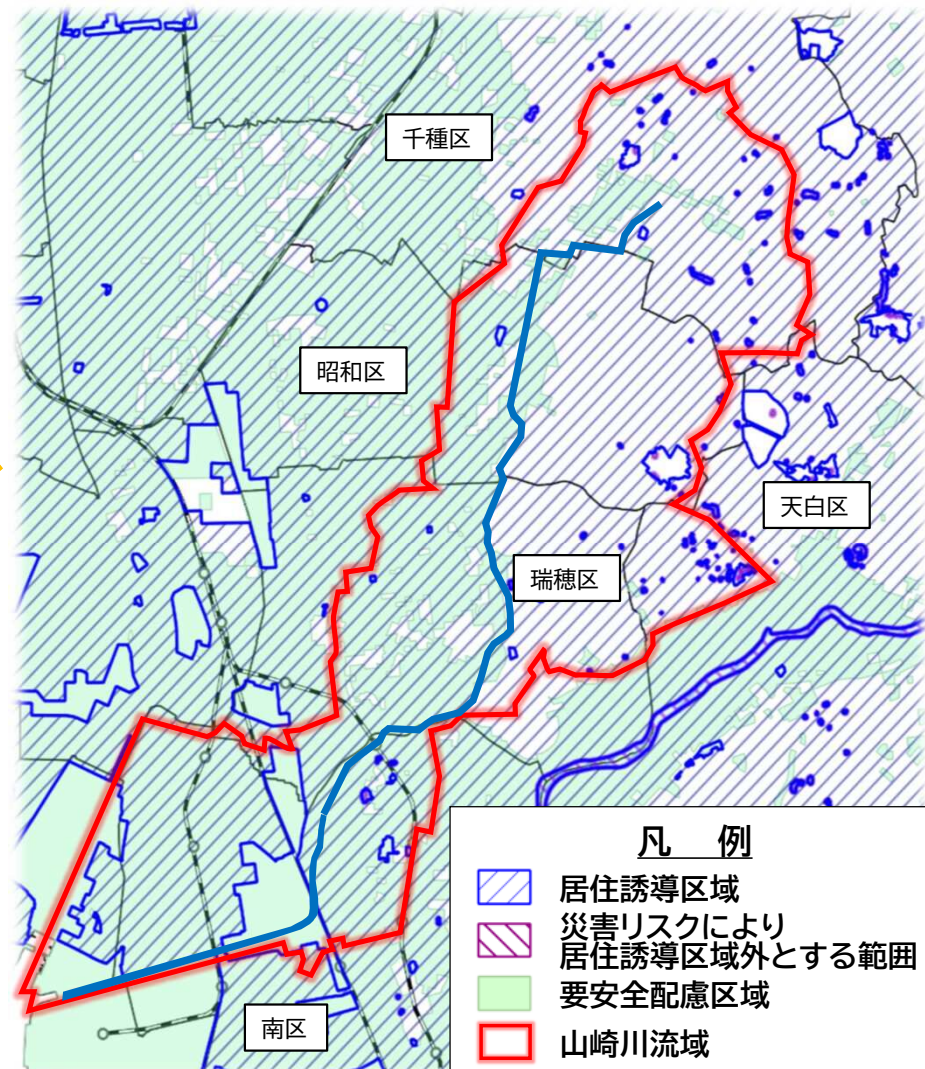 千種区
昭和区
天白区
瑞穂区
南区
凡　例
居住誘導区域
災害リスクにより
居住誘導区域外とする範囲
要安全配慮区域
山崎川流域